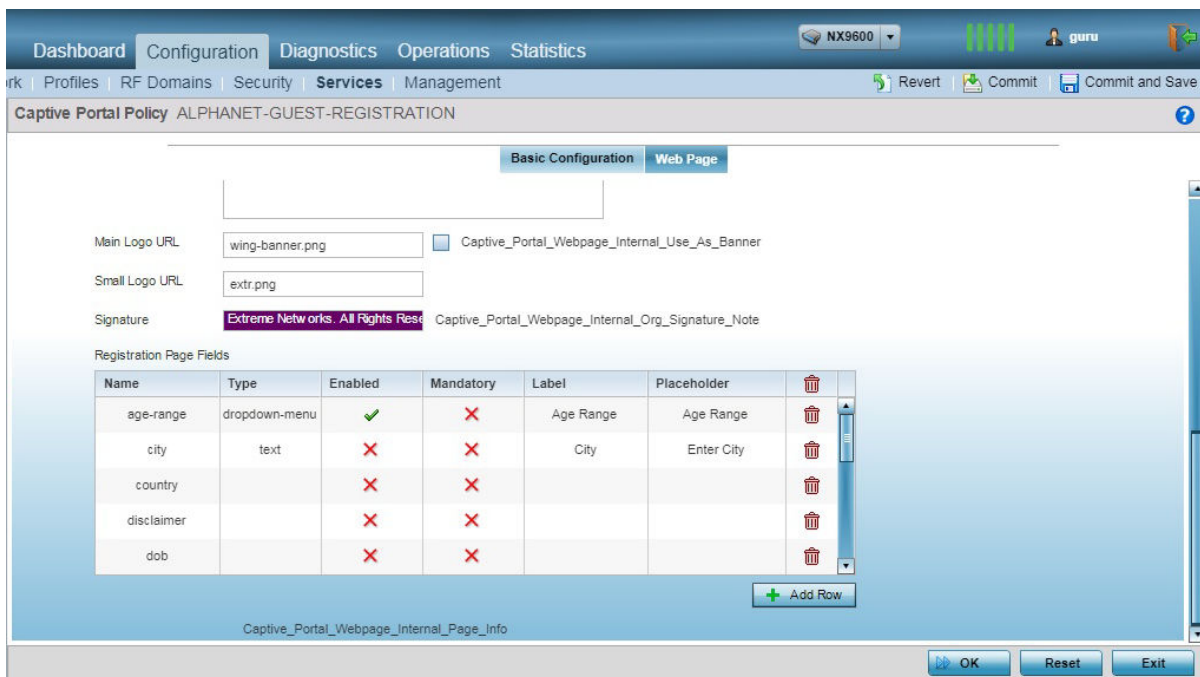 Dashboard Configuration Diagnostics Operations Statistics NX9600 guru
Profiles RF Domains Security Services Management Revert Commit Commit and Save
Captive Portal Policy ALPHANET-GUEST-REGISTRATION
Basic Configuration Web Page
Main Logo URL wing-banner.png Captive_Portal_Webpage_Internal_Use_As_Banner
Small Logo URL extr.png
Signature Extreme Networks. All Rights Captive_Portal_Webpage_Internal_Org_Signature_Note
Registration Page Fields
Name Type Enabled Mandatory Label Placeholder
age-range dropdown-menu Age Range Age Range
city text City Enter City
country
disclaimer
dob
Add Row
Captive_Portal_Webpage_Internal_Page_Info
OK Reset Exit